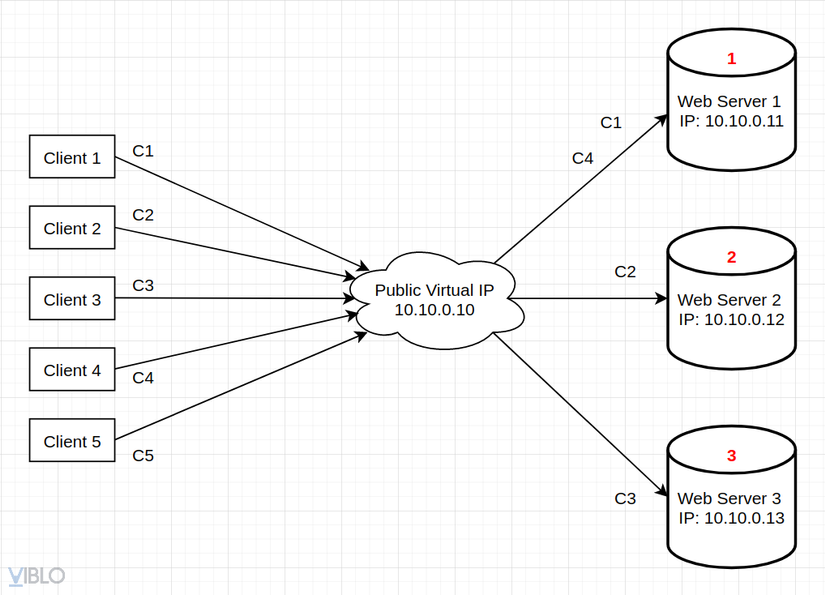 Client 1
Client 2
Client 3
Client 4
Client 5
C1
C2
C3
C4
C5
Public Virtual IP
10.10.0.10
C1
C4
C2
C3
1
Web Server 1
IP: 10.10.0.11
2
Web Server 2
IP: 10.10.0.12
3
Web Server 3
IP: 10.10.0.13
VIBLO